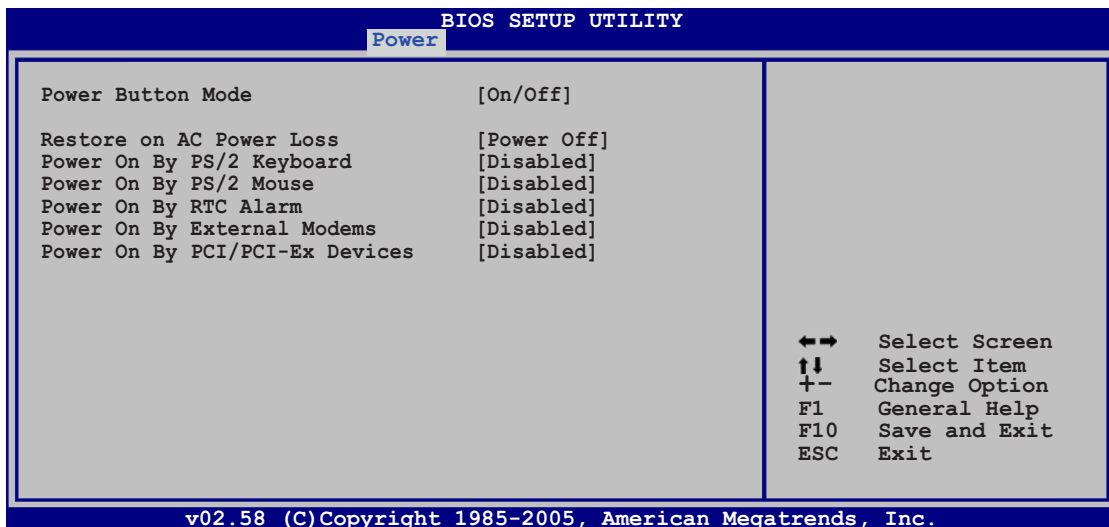 BIOS SETUP UTILITY
Power
Power Button Mode [On/Off]
Restore on AC Power Loss [Power Off]
Power On By PS/2 Keyboard [Disabled]
Power On By PS/2 Mouse [Disabled]
Power On By RTC Alarm [Disabled]
Power On By External Modems [Disabled]
Power On By PCI/PCI-Ex Devices [Disabled]
←→ Select Screen
↑↓ Select Item
+- Change Option
F1 General Help
F10 Save and Exit
ESC Exit
v02.58 (C)Copyright 1985-2005, American Megatrends, Inc.